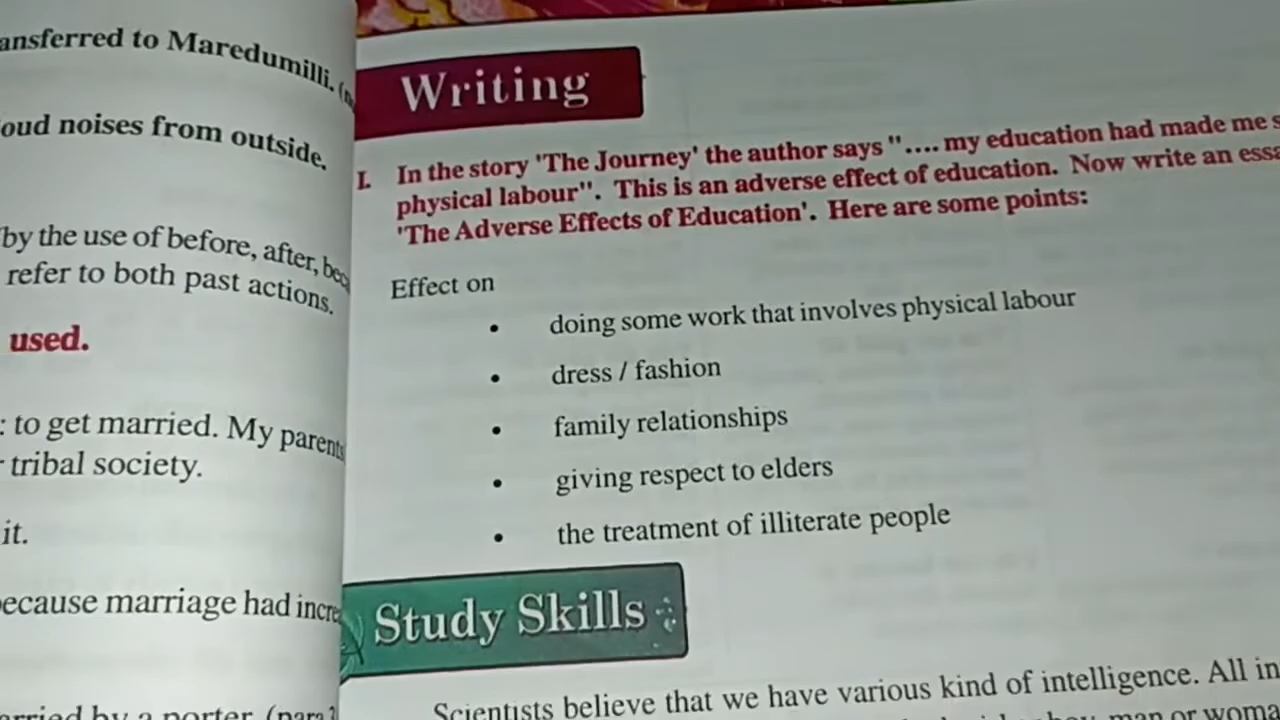 ansferred to Maredumilli.
oud noises from outside.
by the use of before, after,
refer to both past actions.
used.
to get married. My parents
tribal society.
it.
ecause marriage had
by a porter.
Writing
I. In the story 'The Journey' the author says ".... my education had made me
physical labour". This is an adverse effect of education. Now write an
'The Adverse Effects of Education'. Here are some points:
Effect on
• doing some work that involves physical labour
• dress / fashion
• family relationships
• giving respect to elders
• the treatment of illiterate people
Study Skills
Scientists believe that we have various kind of intelligence. All in
man or